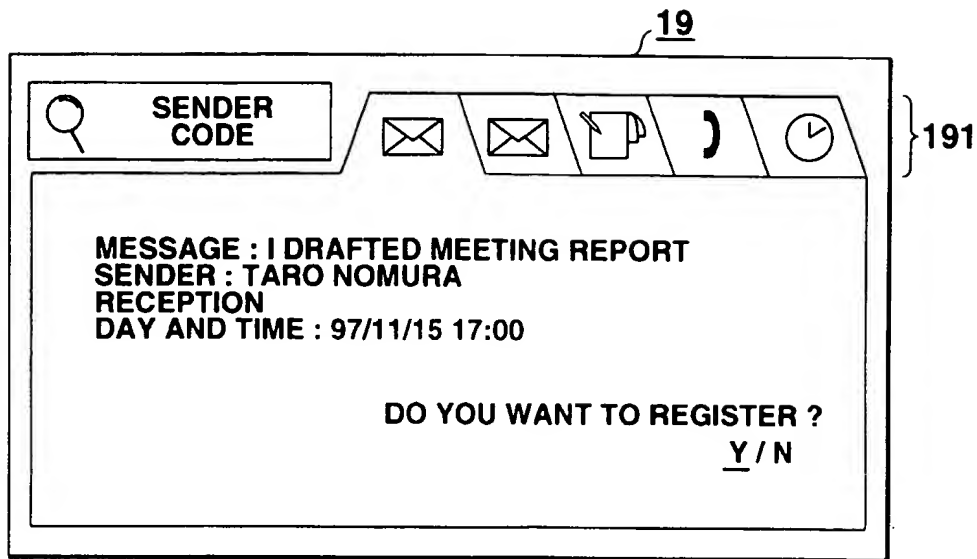 19
SENDER
CODE
191
MESSAGE : I DRAFTED MEETING REPORT
SENDER : TARO NOMURA
RECEPTION
DAY AND TIME : 97/11/15 17:00
DO YOU WANT TO REGISTER ?
Y / N